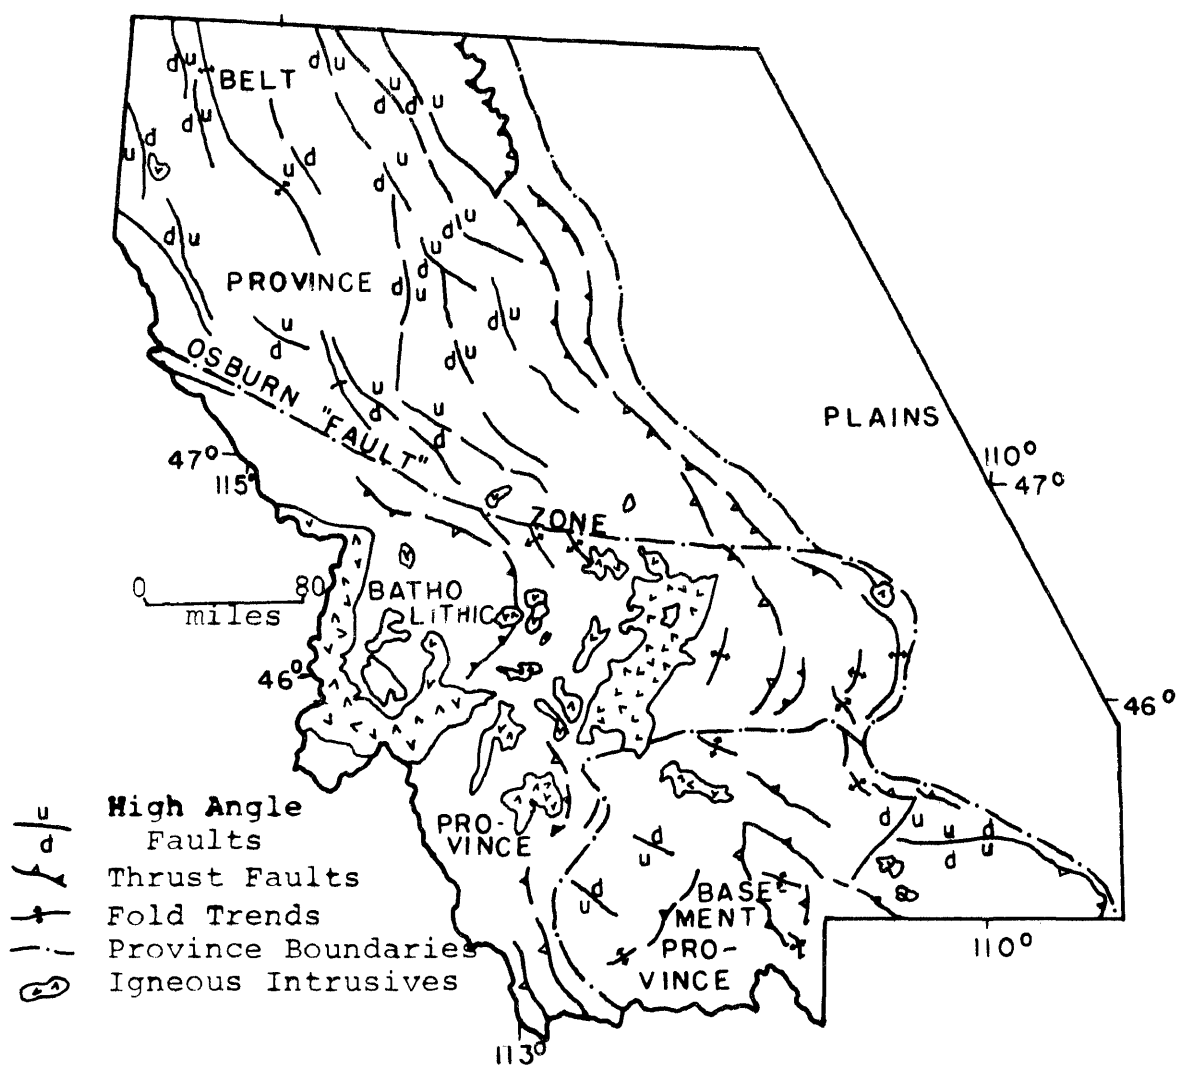 BELT
PROVINCE
OSBURN "FAULT"
ZONE
PLAINS
110°
47°
47°
115°
0 80
miles
BATHO
LITHIC
46°
46°
PRO-
VINCE
BASE-
MENT
PRO-
VINCE
110°
113°
u
d
High Angle
Faults
Thrust Faults
Fold Trends
Province Boundaries
Igneous Intrusives